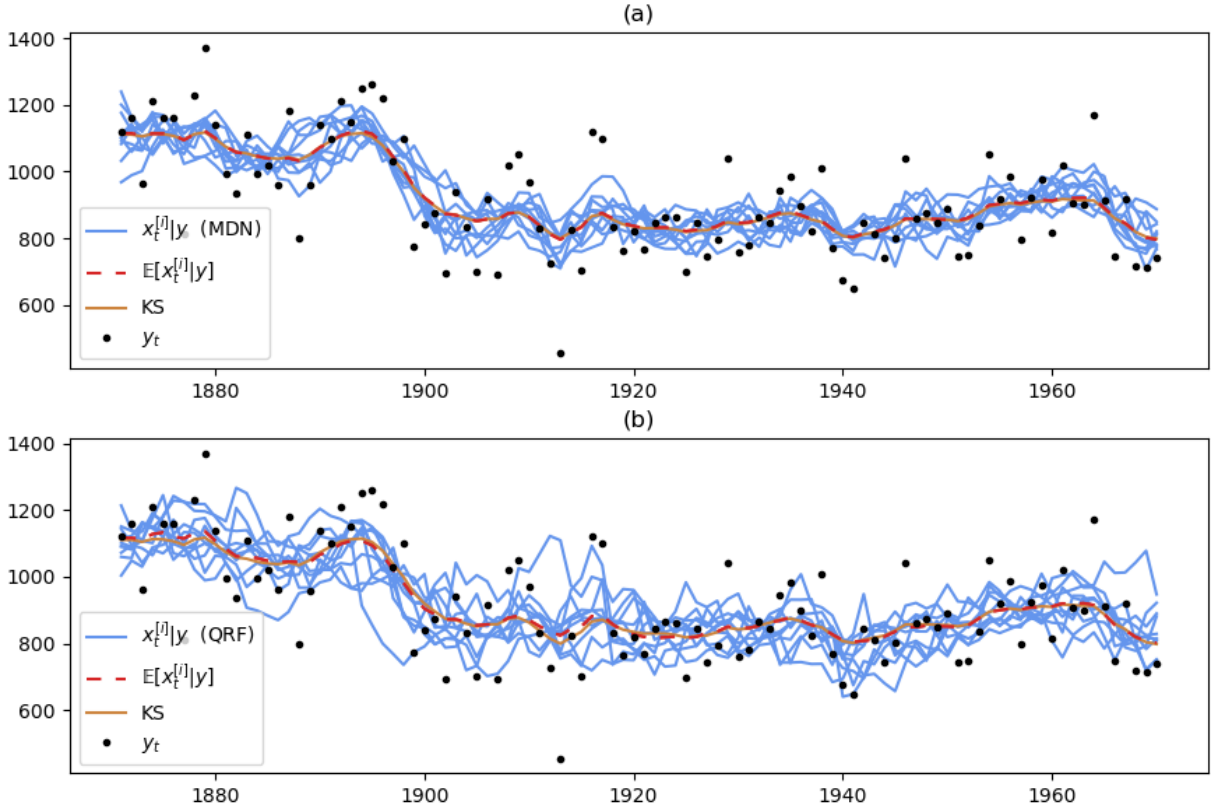 (a)
1400
1200
1000
800
600
x_t^{[i]}|y (MDN)
𝔼[x_t^{[i]}|y]
KS
y_t
1880 1900 1920 1940 1960
(b)
1400
1200
1000
800
600
x_t^{[i]}|y (QRF)
𝔼[x_t^{[i]}|y]
KS
y_t
1880 1900 1920 1940 1960